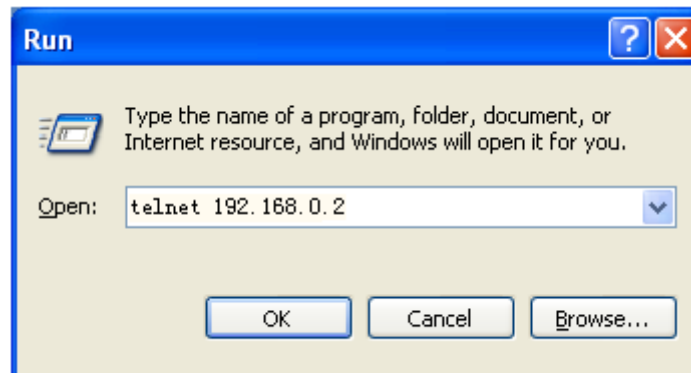 Run
Type the name of a program, folder, document, or
Internet resource, and Windows will open it for you.
Open: telnet 192.168.0.2
OK Cancel Browse...